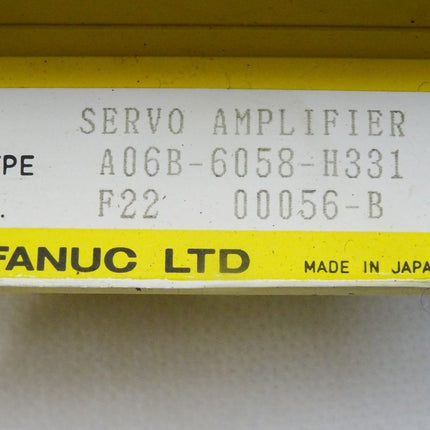 SERVO AMPLIFIER
YPE A06B-6058-H331
. F22 00056-B
FANUC LTD MADE IN JAPA